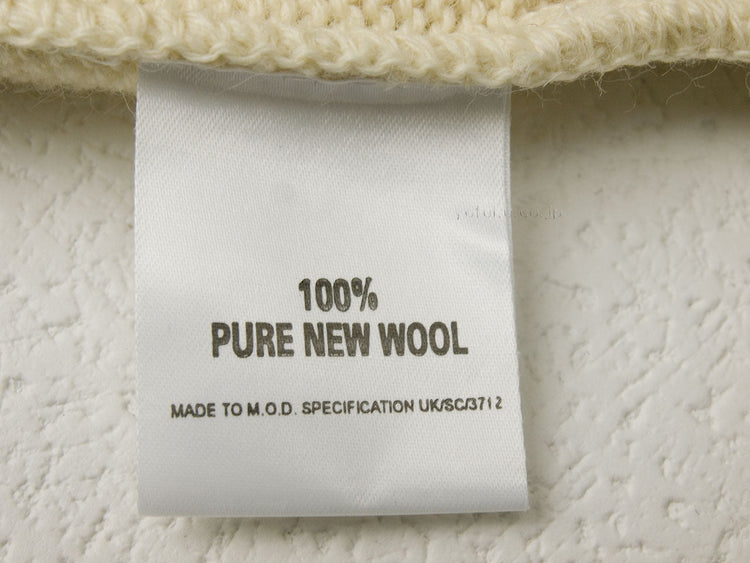 100%
PURE NEW WOOL
MADE TO M.O.D. SPECIFICATION UK/SC/3712